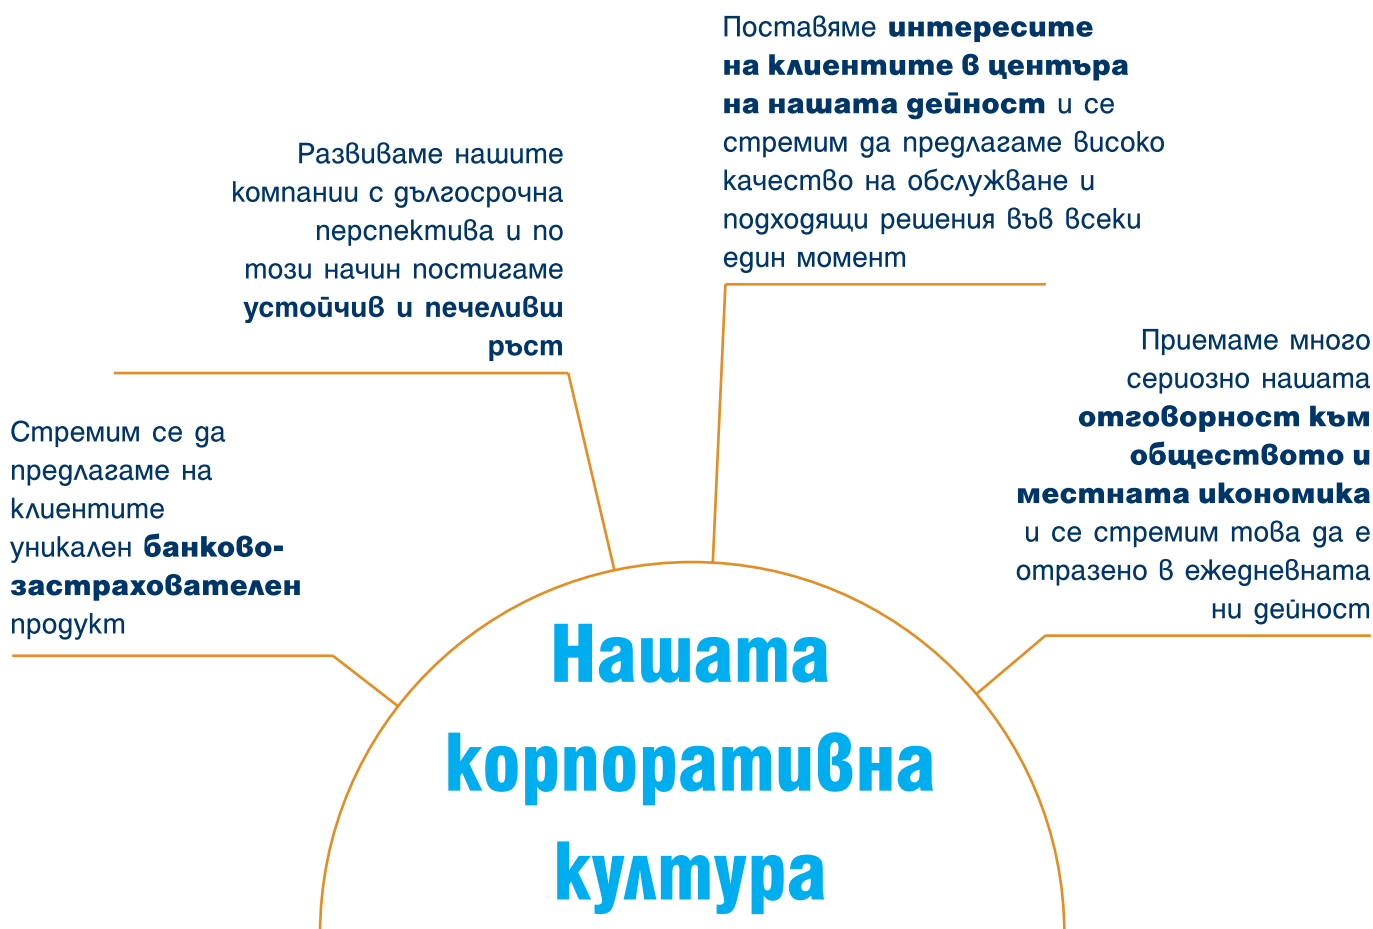 Поставяме интересите
на клиентите в центъра
на нашата дейност и се
стремим да предлагаме високо
качество на обслужване и
подходящи решения във всеки
един момент
Развиваме нашите
компании с дългосрочна
перспектива и по
този начин постигаме
устойчив и печеливш
ръст
Приемаме много
сериозно нашата
отговорност към
обществото и
местната икономика
и се стремим това да е
отразено в ежедневната
ни дейност
Стремим се да
предлагаме на
клиентите
уникален банково-
застрахователен
продукт
Нашата
корпоративна
култура